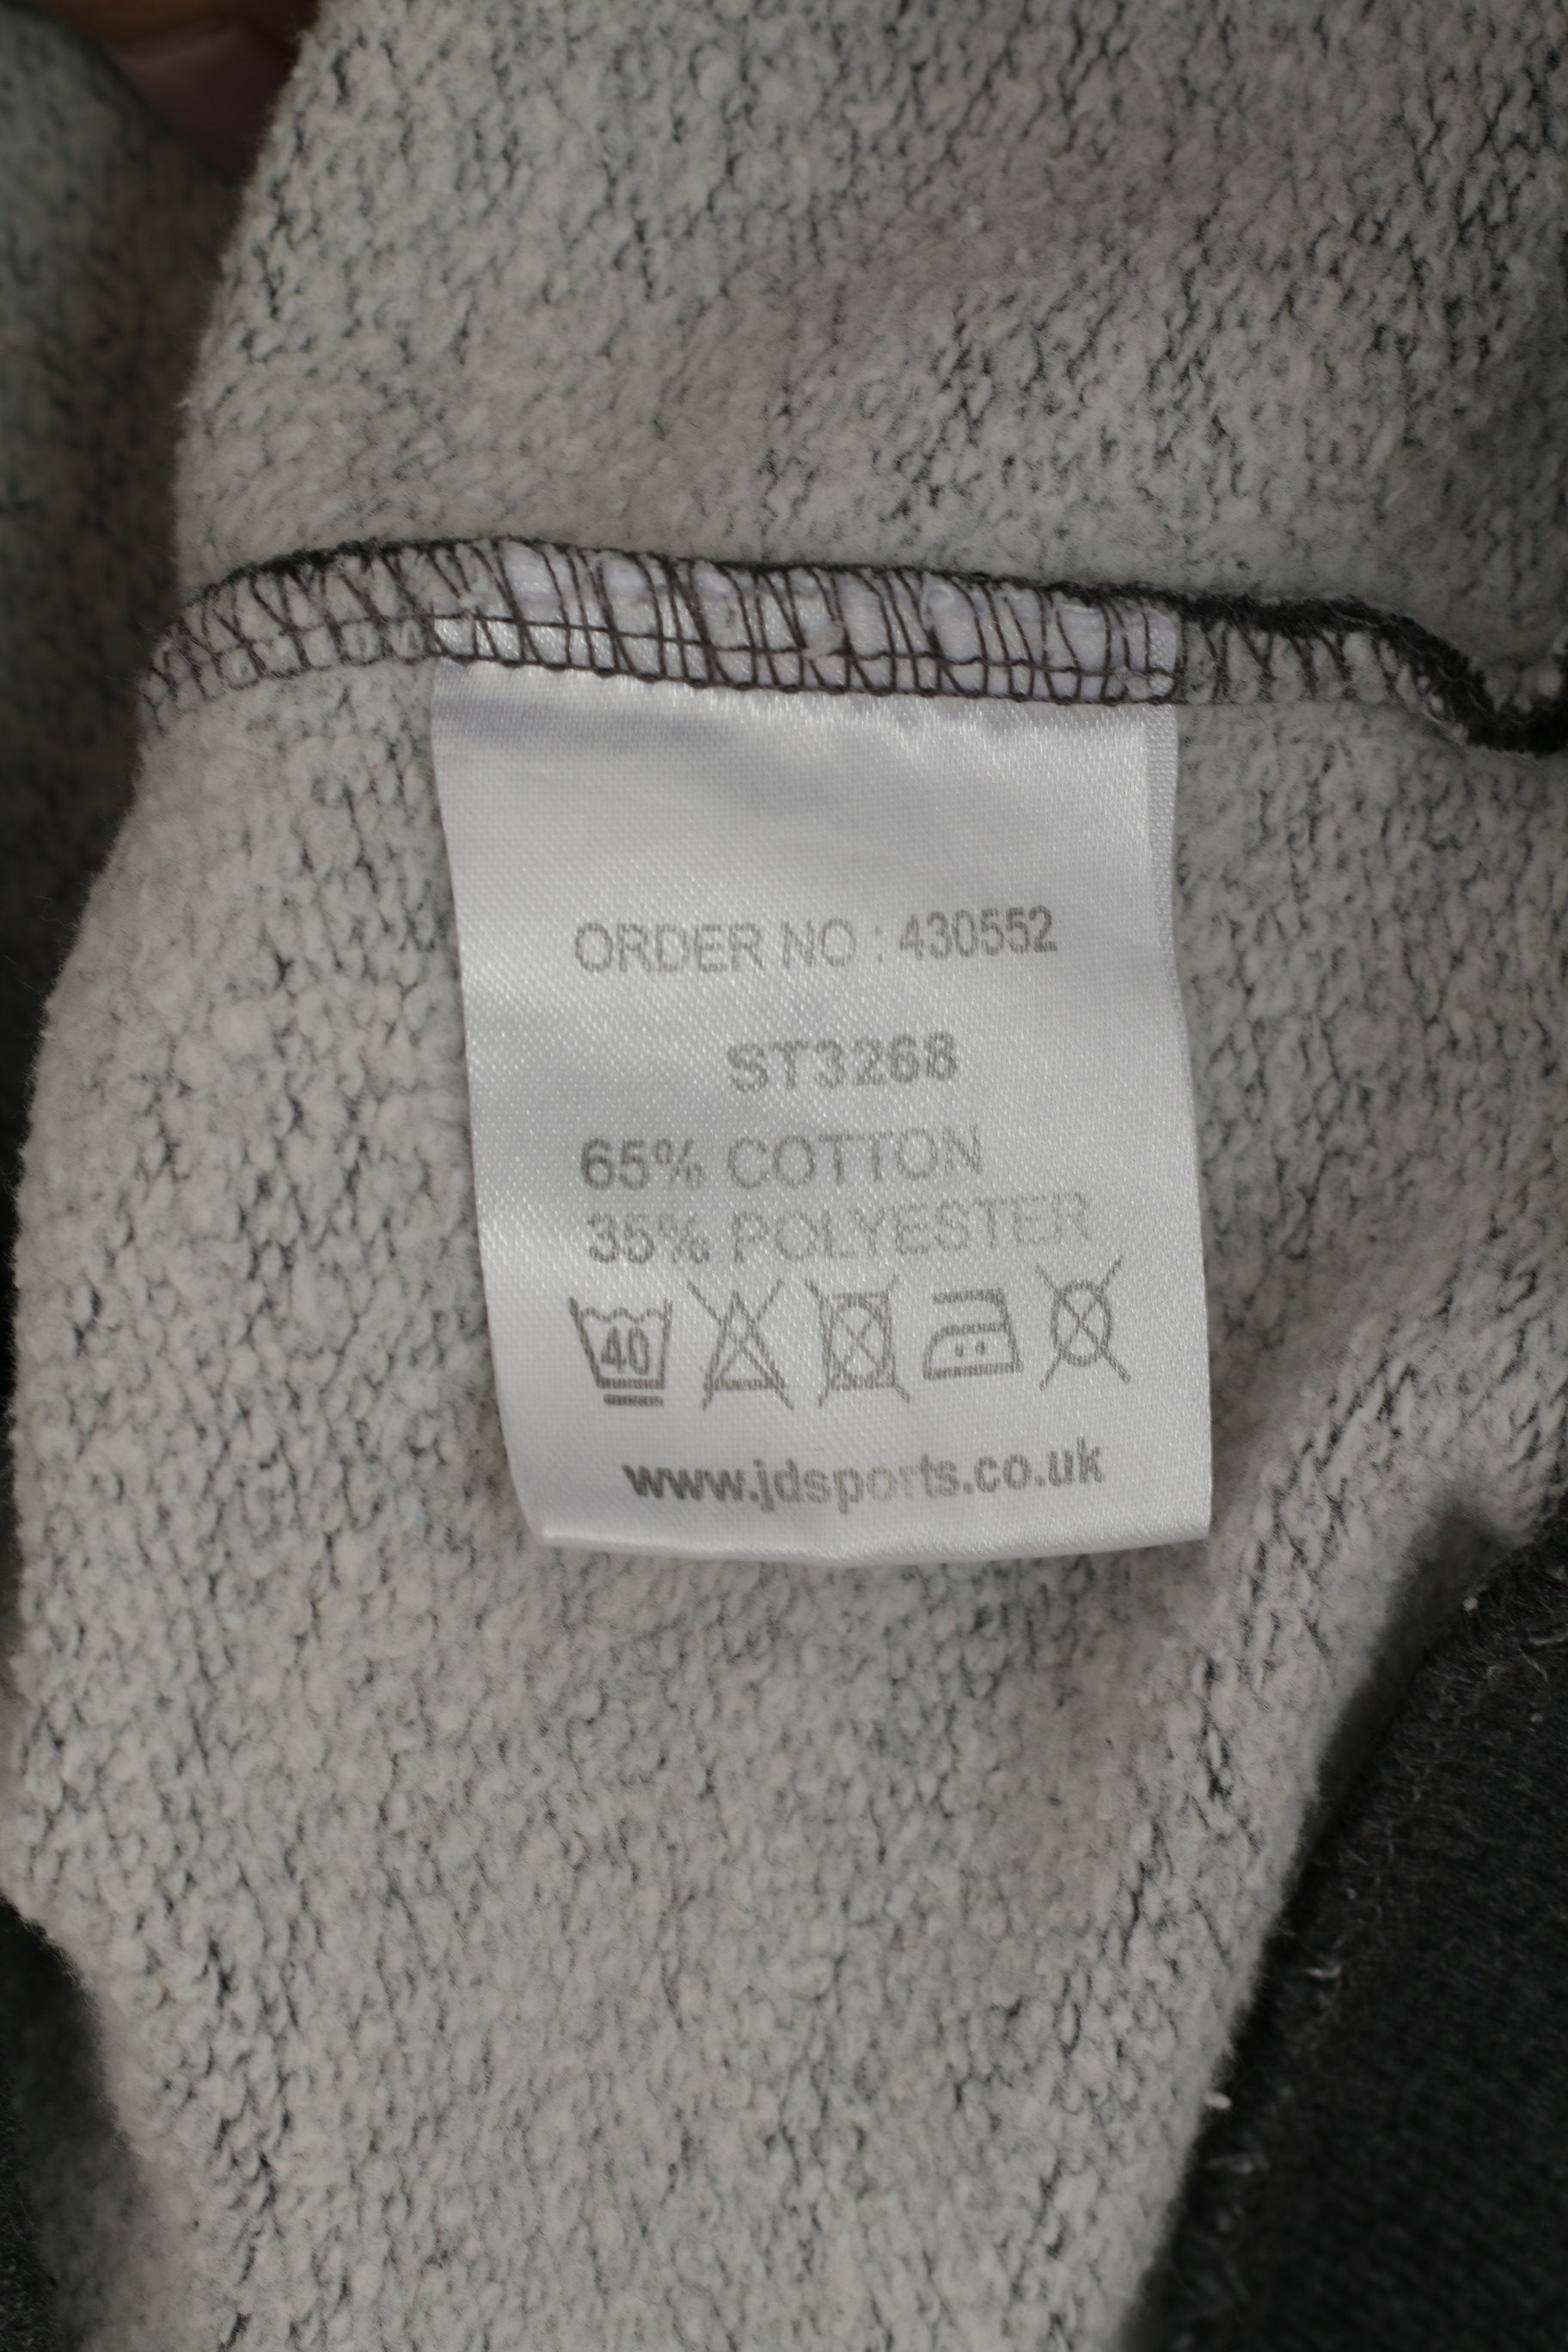 ORDER NO : 430552
ST3268
65% COTTON
35% POLYESTER
40
www.jdsports.co.uk